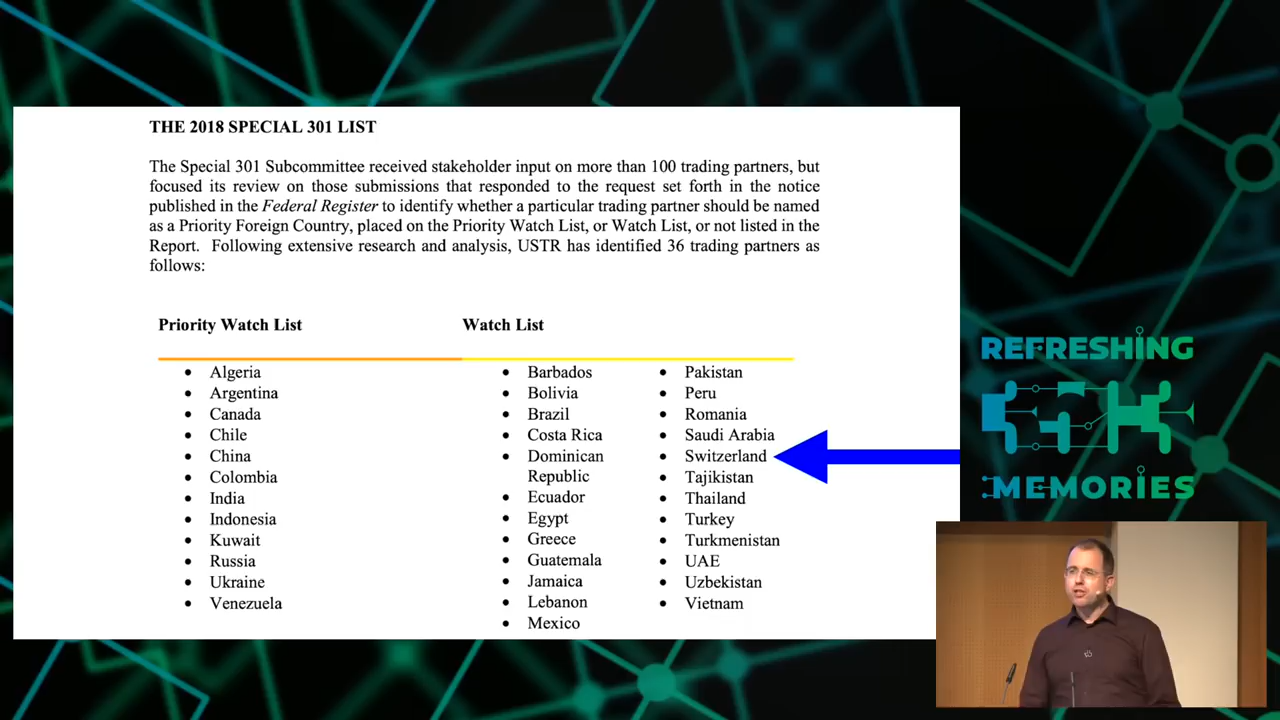 THE 2018 SPECIAL 301 LIST
The Special 301 Subcommittee received stakeholder input on more than 100 trading partners, but
focused its review on those submissions that responded to the request set forth in the notice
published in the Federal Register to identify whether a particular trading partner should be named
as a Priority Foreign Country, placed on the Priority Watch List, or Watch List, or not listed in the
Report. Following extensive research and analysis, USTR has identified 36 trading partners as
follows:
Priority Watch List
• Algeria
• Argentina
• Canada
• Chile
• China
• Colombia
• India
• Indonesia
• Kuwait
• Russia
• Ukraine
• Venezuela
Watch List
• Barbados
• Bolivia
• Brazil
• Costa Rica
• Dominican
Republic
• Ecuador
• Egypt
• Greece
• Guatemala
• Jamaica
• Lebanon
• Mexico
• Pakistan
• Peru
• Romania
• Saudi Arabia
• Switzerland
• Tajikistan
• Thailand
• Turkey
• Turkmenistan
• UAE
• Uzbekistan
• Vietnam
REFRESHING
MEMORIES